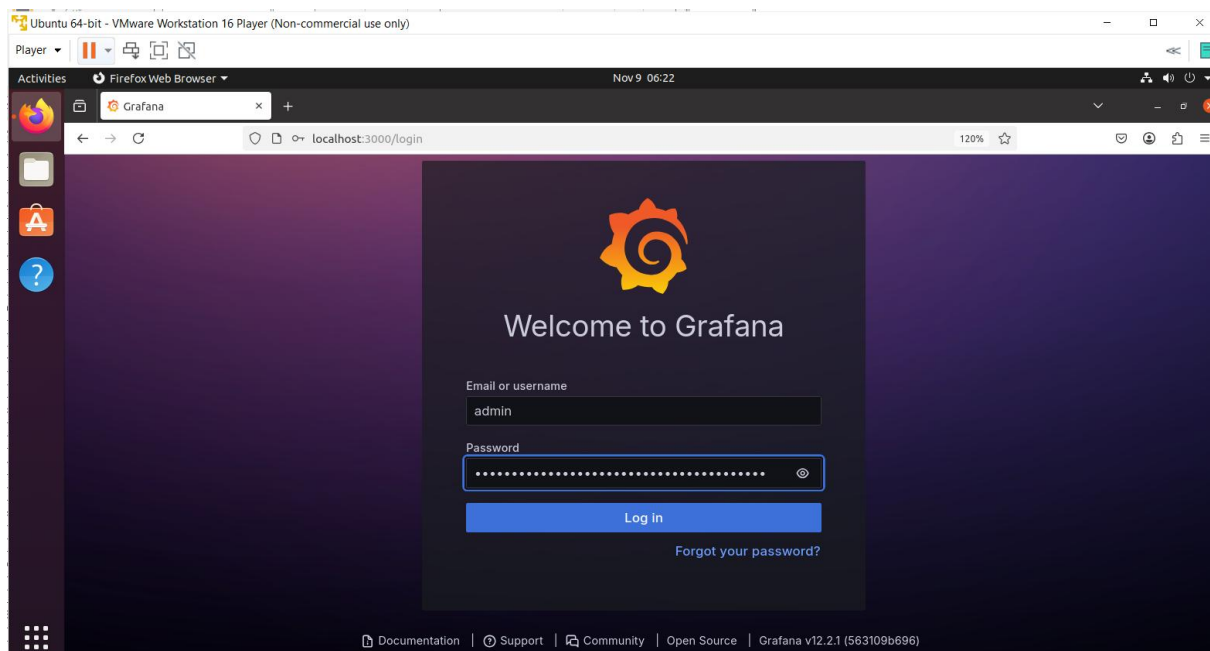 Ubuntu 64-bit - VMware Workstation 16 Player (Non-commercial use only)
Player
Activities Firefox Web Browser Nov 9 06:22
Grafana
localhost:3000/login 120%
Welcome to Grafana
Email or username
admin
Password
••••••••••••••••••••••••••••••••••••••••
Log in
Forgot your password?
Documentation | Support | Community | Open Source | Grafana v12.2.1 (563109b696)